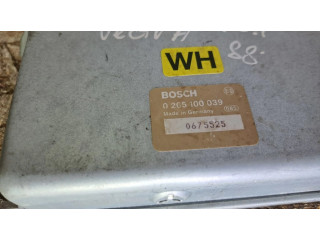 VECTRA
88.
WH
BOSCH
0 265 100 039
Made in Germany
0675525